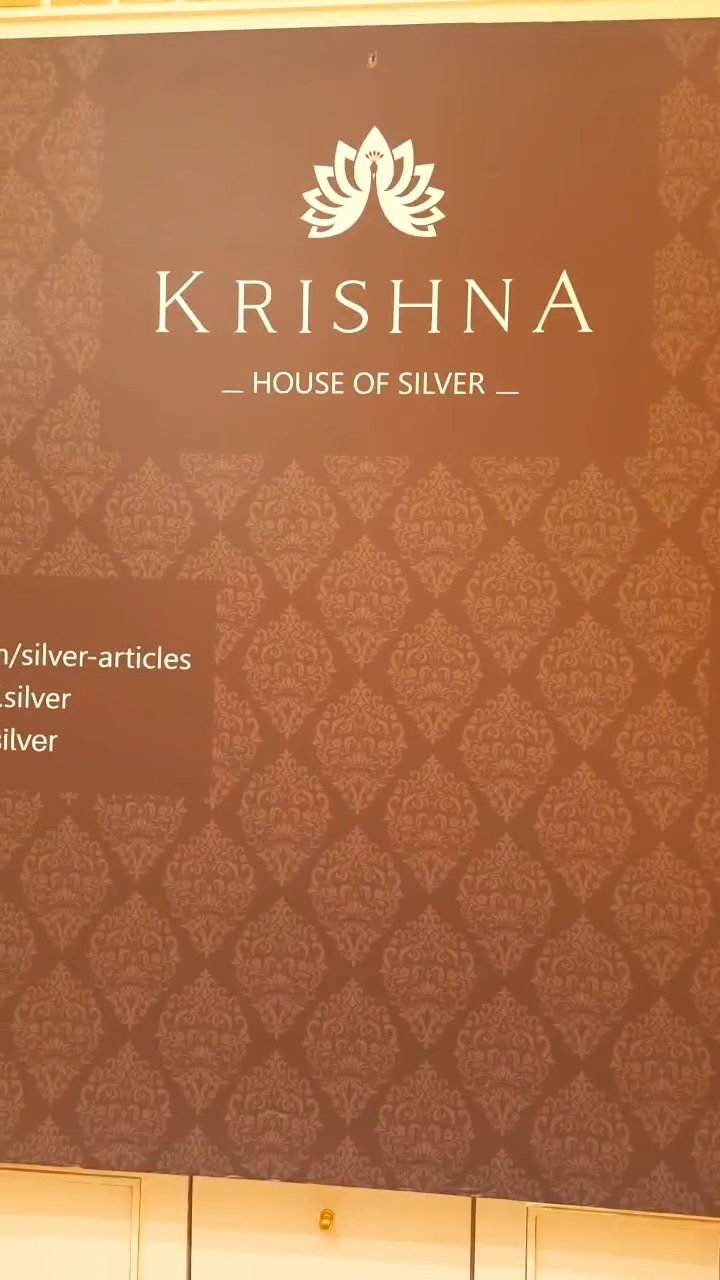 KRISHNA
— HOUSE OF SILVER —
/silver-articles
.silver
silver